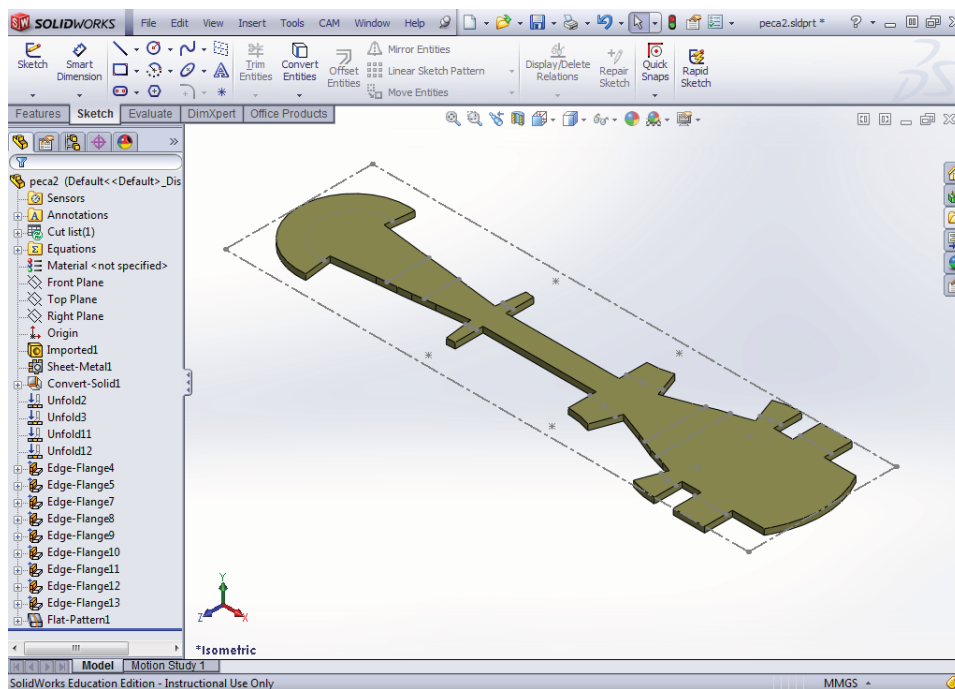 SOLIDWORKS File Edit View Insert Tools CAM Window Help peca2.sldprt *
Sketch Smart Dimension Trim Entities Convert Entities Offset Entities Mirror Entities Linear Sketch Pattern Move Entities Display/Delete Relations Repair Sketch Quick Snaps Rapid Sketch
Features Sketch Evaluate DimXpert Office Products
peca2 (Default<<Default>_Dis
Sensors
Annotations
Cut list(1)
Equations
Material <not specified>
Front Plane
Top Plane
Right Plane
Origin
Imported1
Sheet-Metal1
Convert-Solid1
Unfold2
Unfold3
Unfold11
Unfold12
Edge-Flange4
Edge-Flange5
Edge-Flange7
Edge-Flange8
Edge-Flange9
Edge-Flange10
Edge-Flange11
Edge-Flange12
Edge-Flange13
Flat-Pattern1
Y
Z X
*Isometric
Model Motion Study 1
SolidWorks Education Edition - Instructional Use Only MMGS